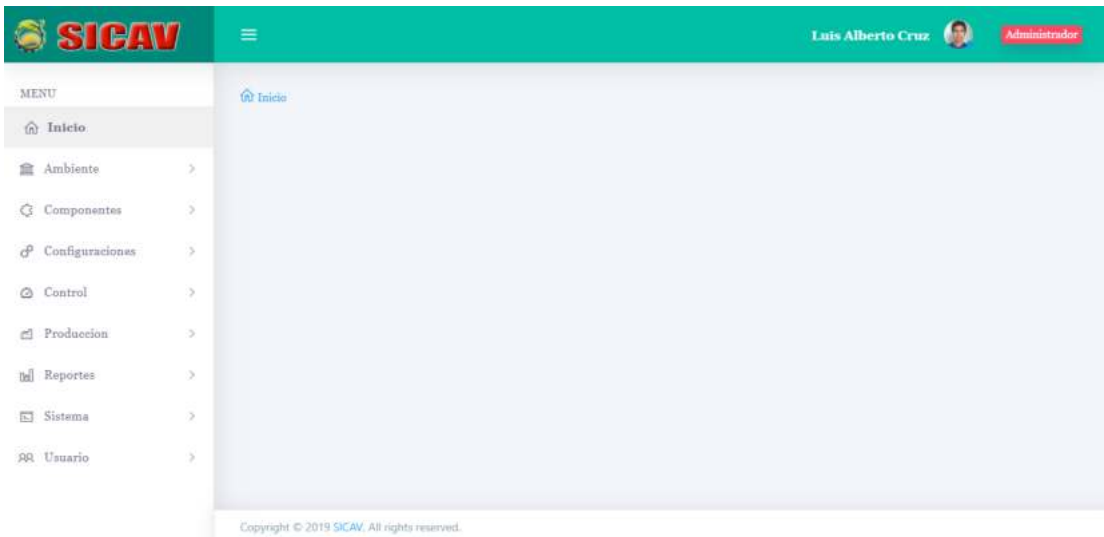 SICAV
Luis Alberto Cruz
Administrador
MENU
Inicio
Inicio
Ambiente
Componentes
Configuraciones
Control
Produccion
Reportes
Sistema
Usuario
Copyright © 2019 SICAV. All rights reserved.